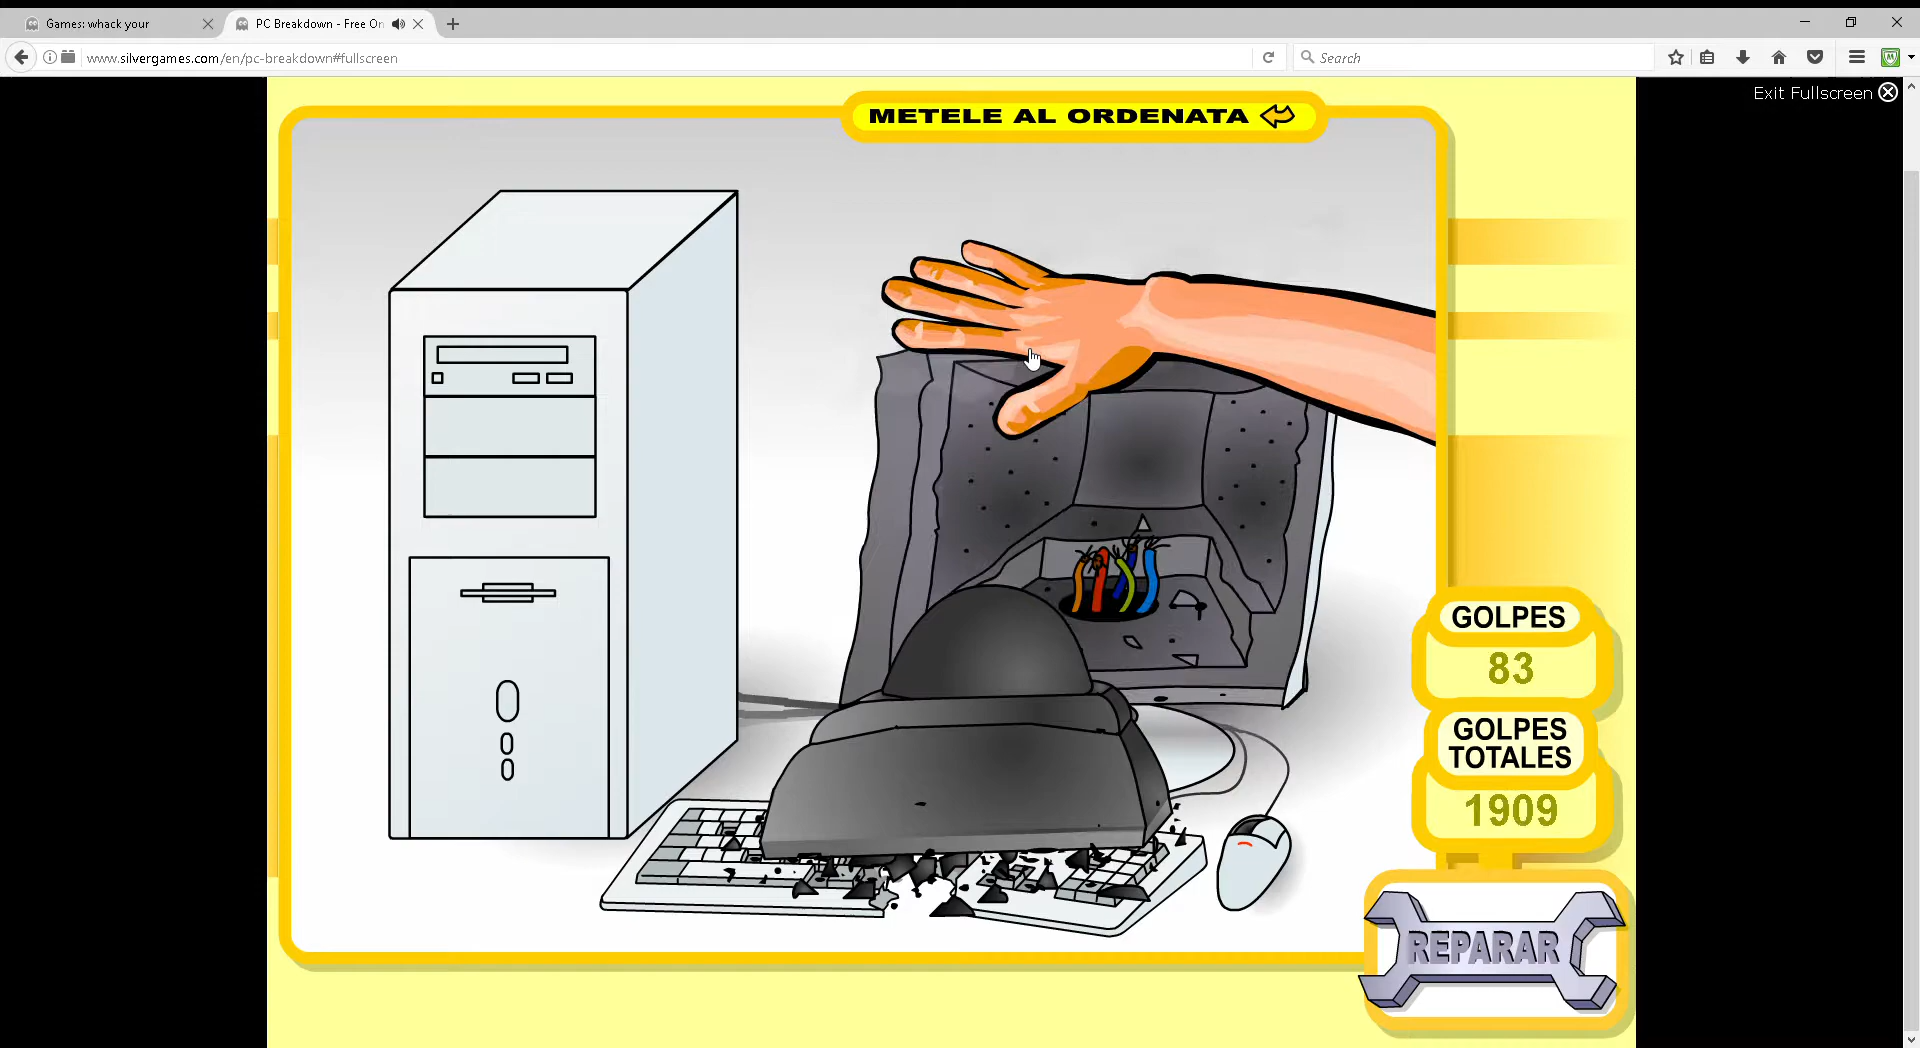 Games: whack your
PC Breakdown - Free On
www.silvergames.com/en/pc-breakdown#fullscreen
Search
Exit Fullscreen
METELE AL ORDENATA
GOLPES
83
GOLPES
TOTALES
1909
REPARAR